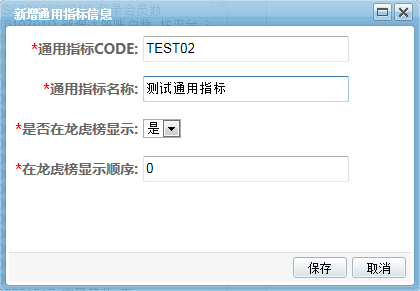 新增通用指标信息
*通用指标CODE: TEST02
*通用指标名称: 测试通用指标
*是否在龙虎榜显示: 是
*在龙虎榜显示顺序: 0
保存 取消